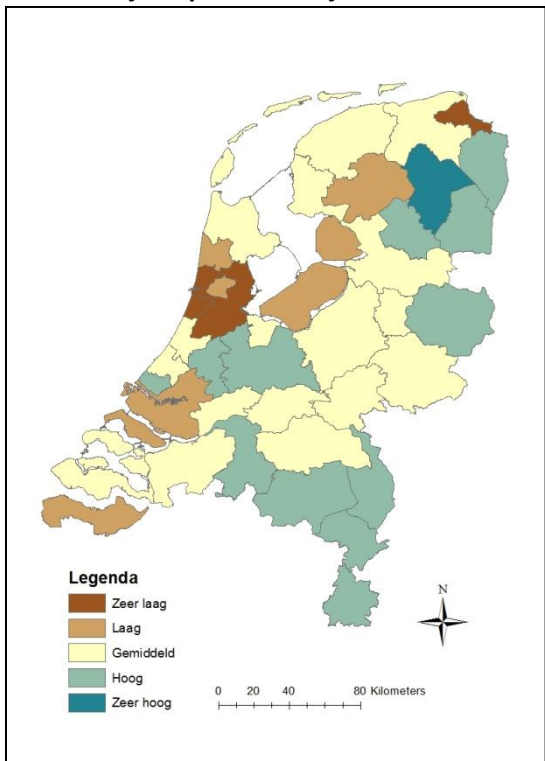 Legenda
Zeer laag
Laag
Gemiddeld
Hoog
Zeer hoog
N
0 20 40 80 Kilometers